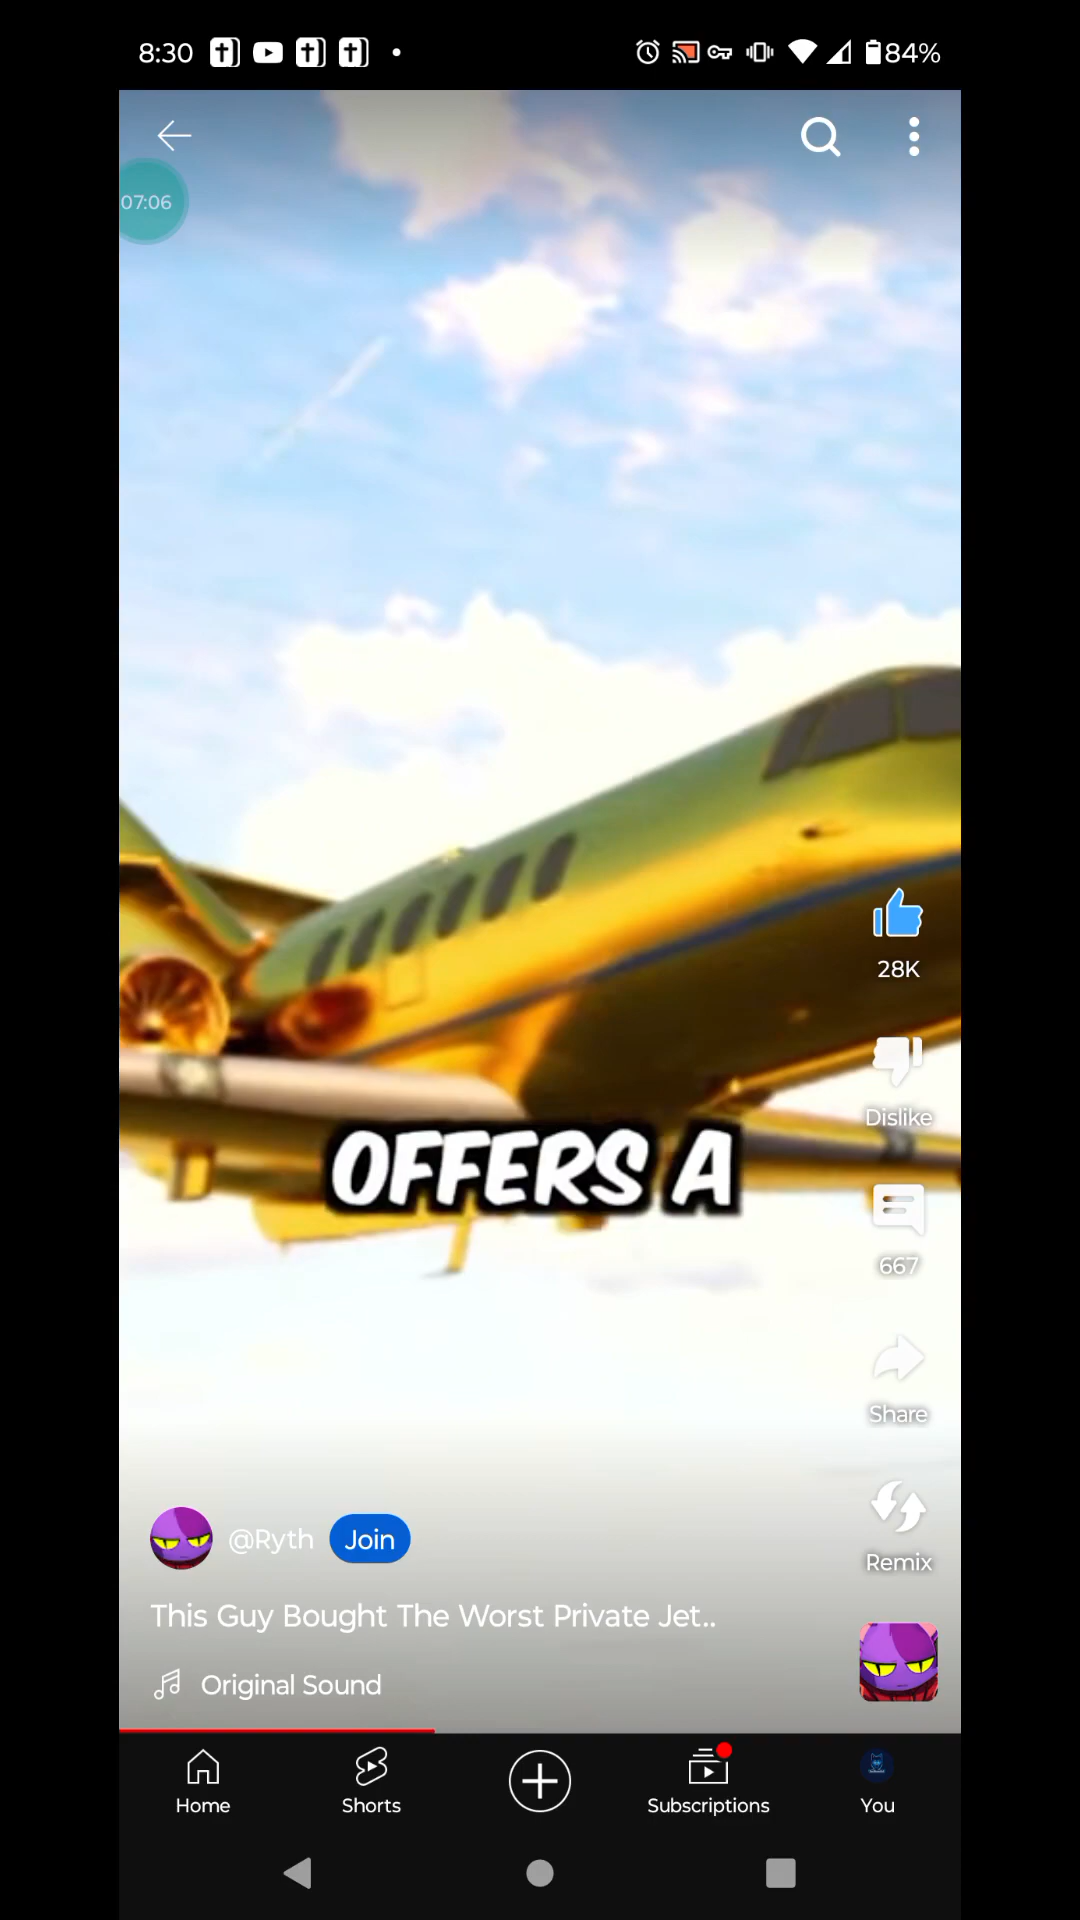 8:30
84%
07:06
28K
Dislike
OFFERS A
667
Share
Remix
@Ryth Join
This Guy Bought The Worst Private Jet..
Original Sound
Home Shorts Subscriptions You